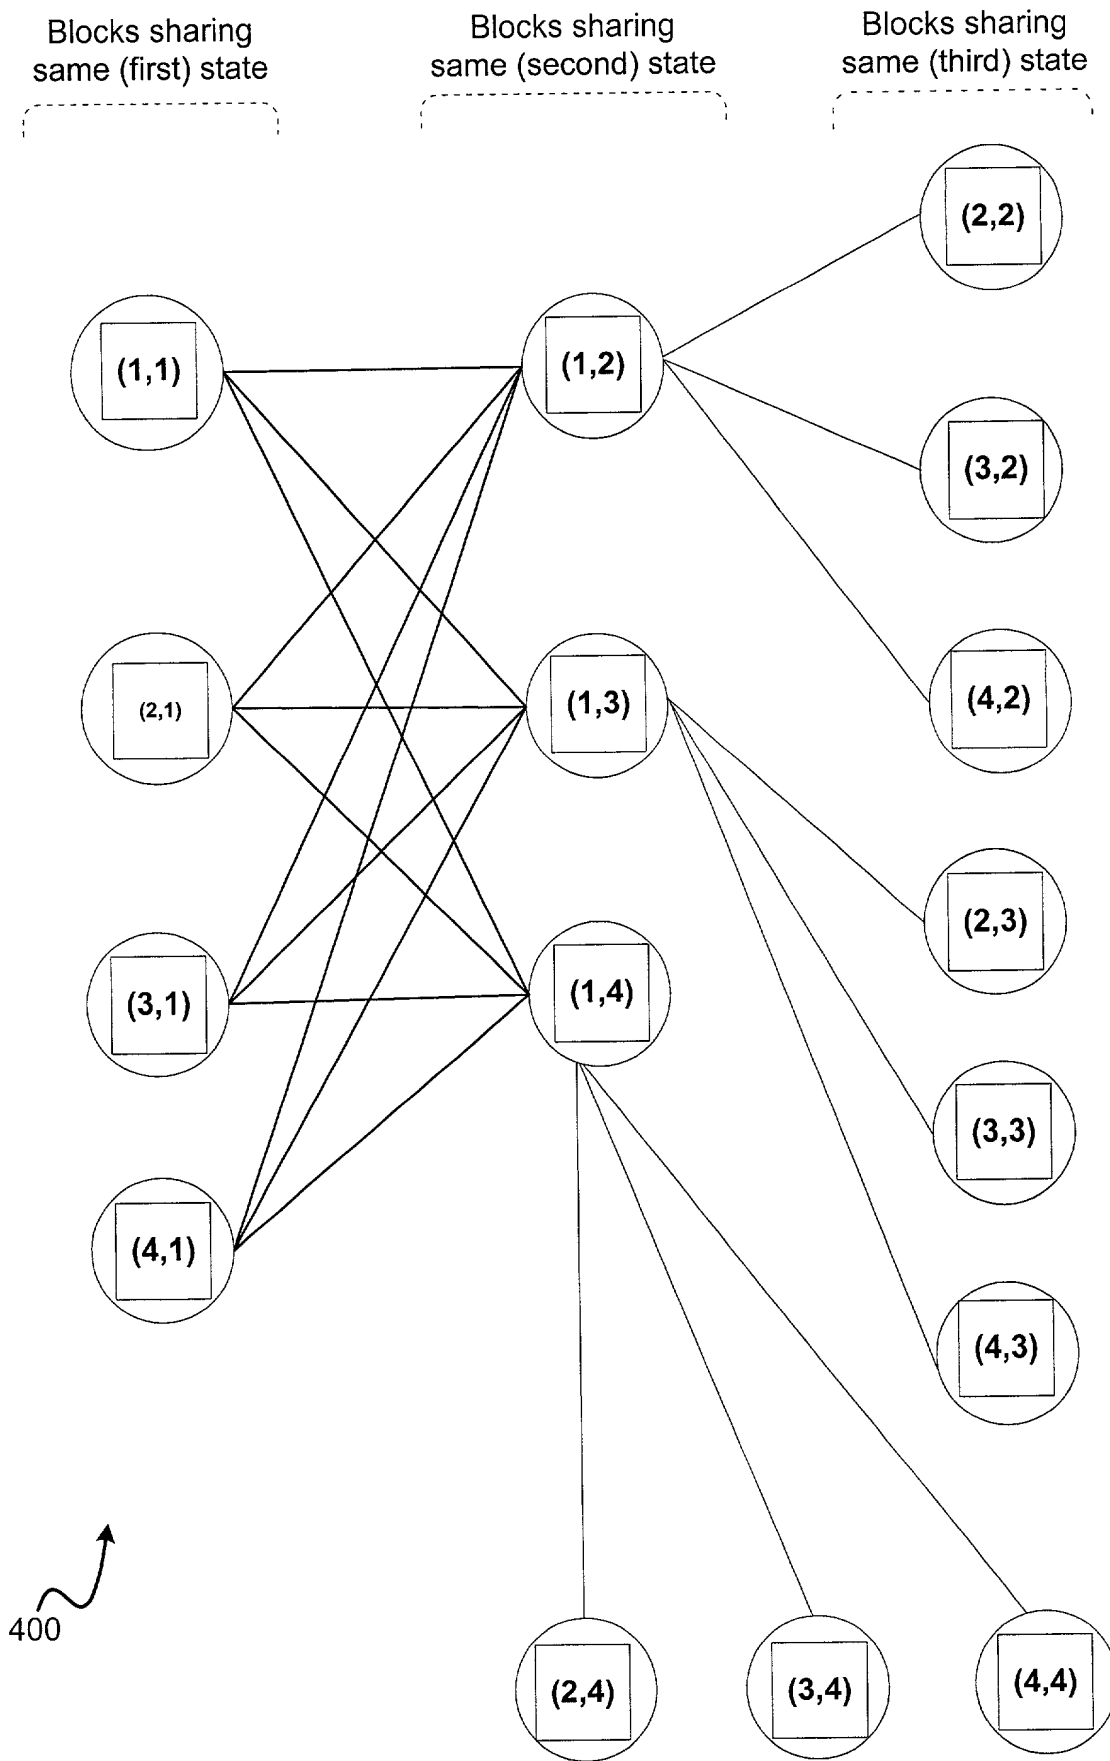 Blocks sharing
same (first) state
Blocks sharing
same (second) state
Blocks sharing
same (third) state
(2,2)
(1,1)
(1,2)
(3,2)
(2,1)
(1,3)
(4,2)
(2,3)
(3,1)
(1,4)
(3,3)
(4,1)
(4,3)
400
(2,4)
(3,4)
(4,4)